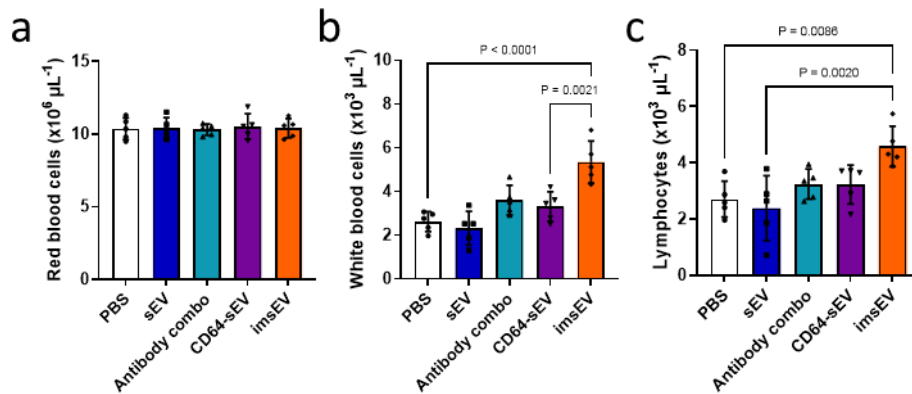 a
Red blood cells (x10⁶ µL⁻¹)
15
10
5
0
PBS
sEV
Antibody combo
CD64-sEV
imsEV
b
White blood cells (x10³ µL⁻¹)
10
8
6
4
2
0
P < 0.0001
P = 0.0021
PBS
sEV
Antibody combo
CD64-sEV
imsEV
c
Lymphocytes (x10³ µL⁻¹)
8
6
4
2
0
P = 0.0086
P = 0.0020
PBS
sEV
Antibody combo
CD64-sEV
imsEV